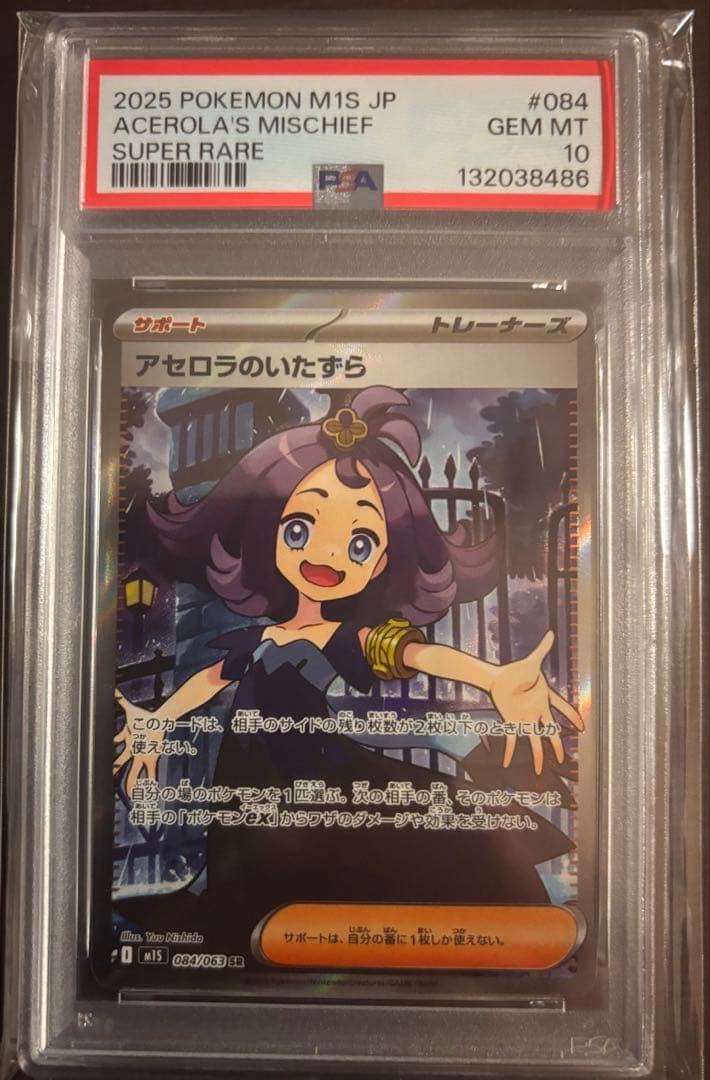 2025 POKEMON M1S JP #084
ACEROLA'S MISCHIEF GEM MT
SUPER RARE 10
PSA 132038486
サポート トレーナーズ
アセロラのいたずら
このカードは、相手のサイドの残り枚数が2枚以下のときにしか
使えない。
自分の場のポケモンを1匹選ぶ。次の相手の番、そのポケモンは
相手の「ポケモンex」からワザのダメージや効果を受けない。
サポートは、自分の番に1枚しか使えない。
Illus. Yuu Nishida
M1S 084/063 SR
PSA